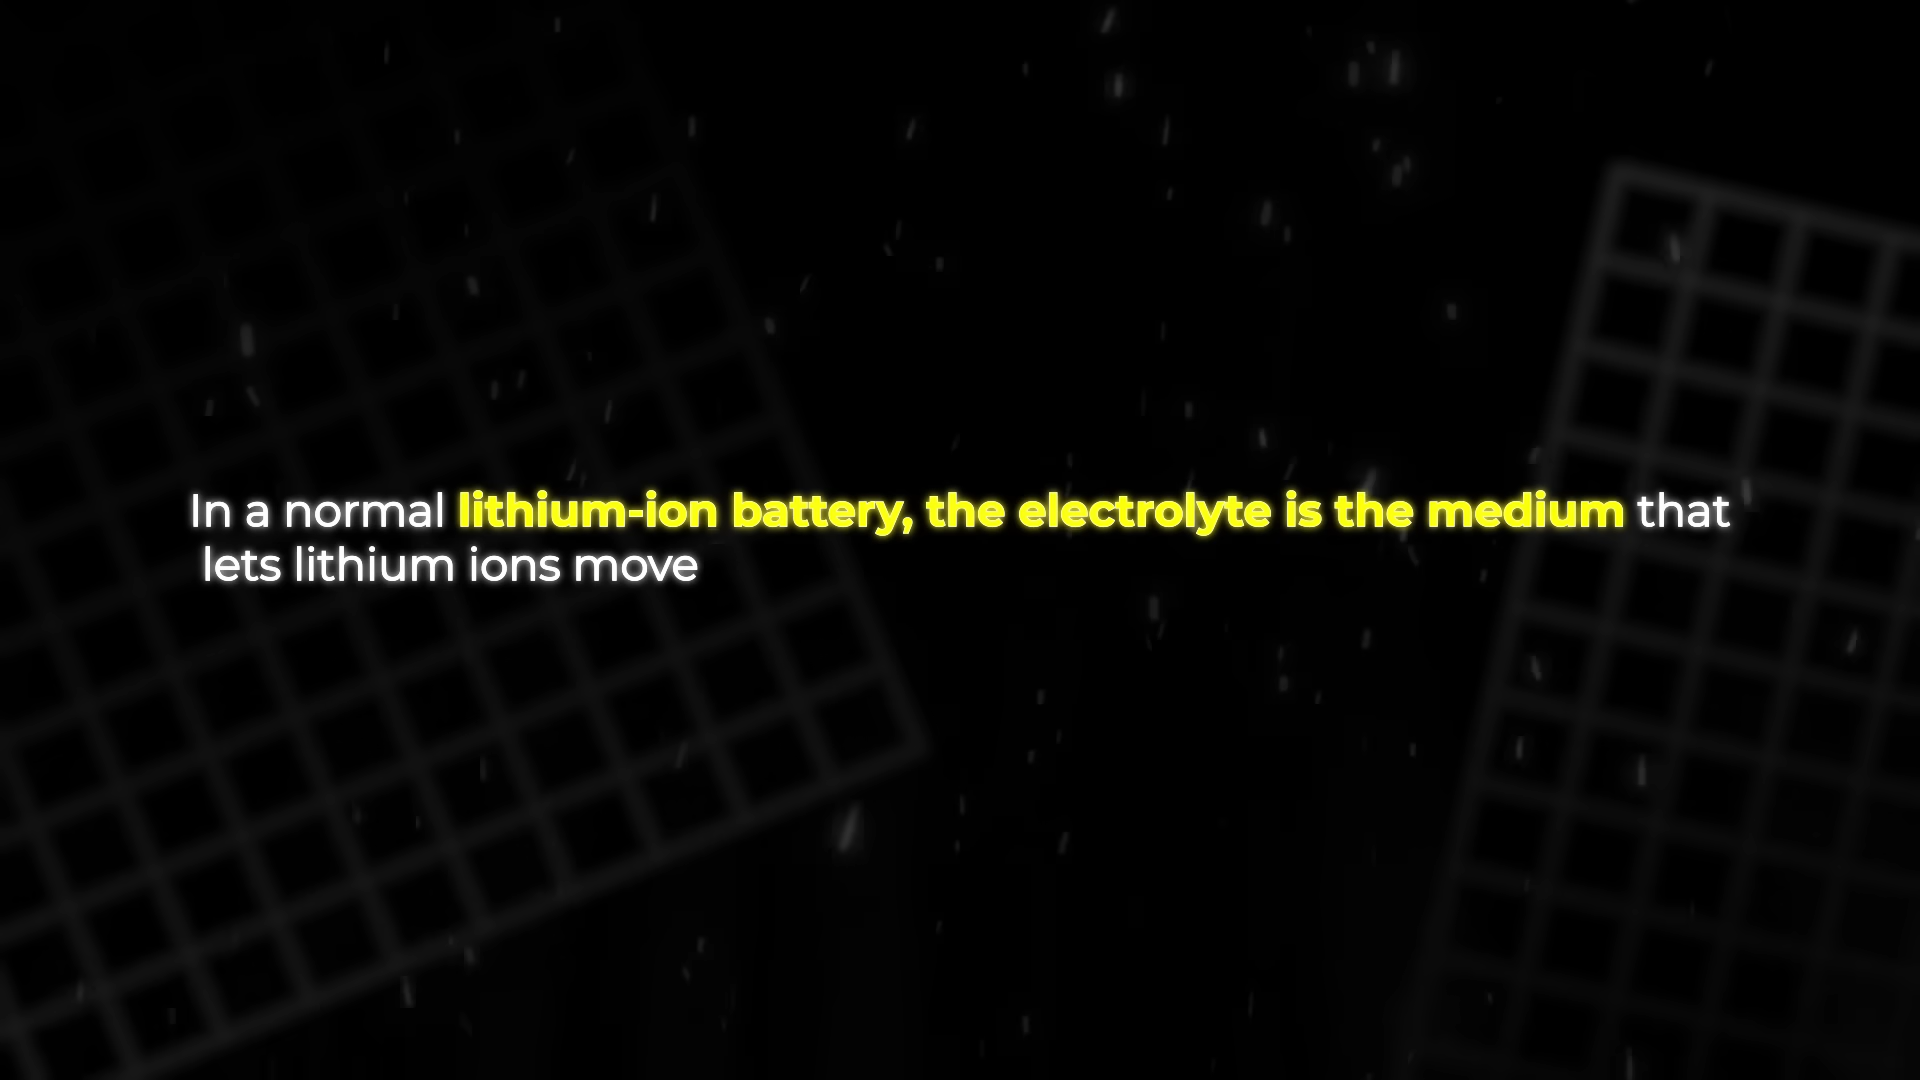 In a normal lithium-ion battery, the electrolyte is the medium that
lets lithium ions move